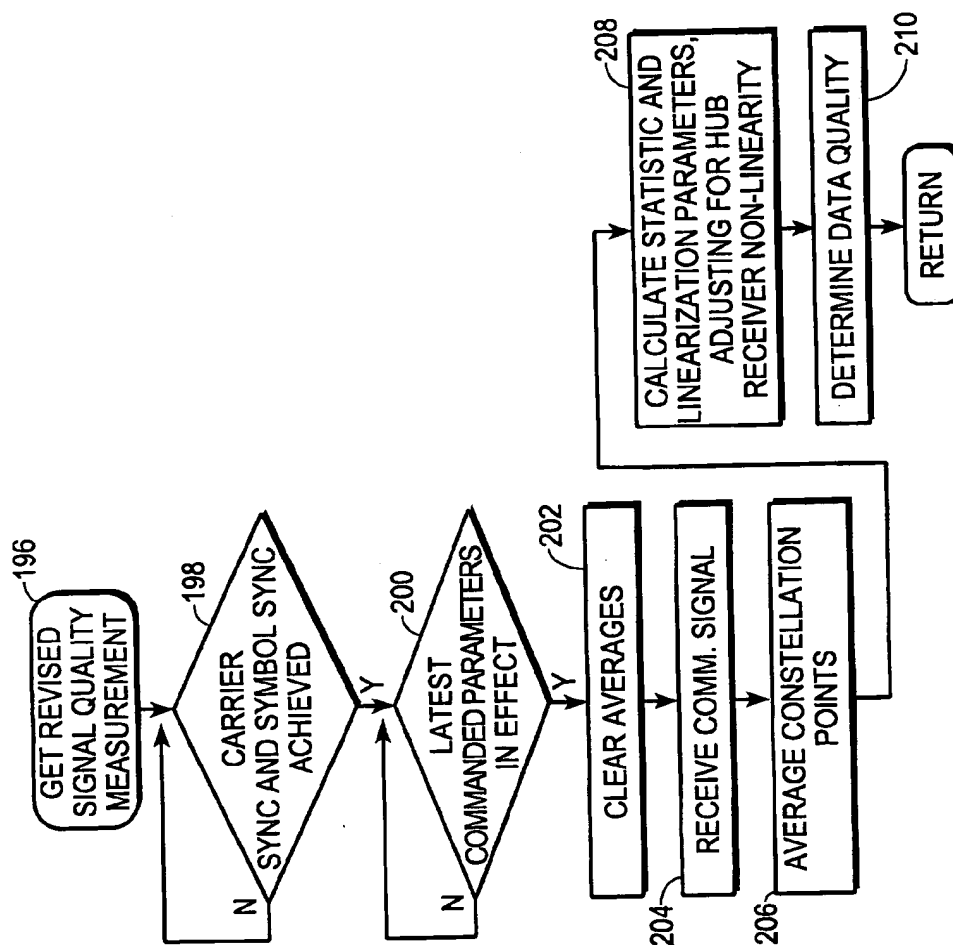 196
GET REVISED
SIGNAL QUALITY
MEASUREMENT
198
CARRIER
SYNC AND SYMBOL SYNC
ACHIEVED
N
Y
200
LATEST
COMMANDED PARAMETERS
IN EFFECT
N
Y
202
CLEAR AVERAGES
204
RECEIVE COMM. SIGNAL
206
AVERAGE CONSTELLATION
POINTS
208
CALCULATE STATISTIC AND
LINEARIZATION PARAMETERS,
ADJUSTING FOR HUB
RECEIVER NON-LINEARITY
210
DETERMINE DATA QUALITY
RETURN